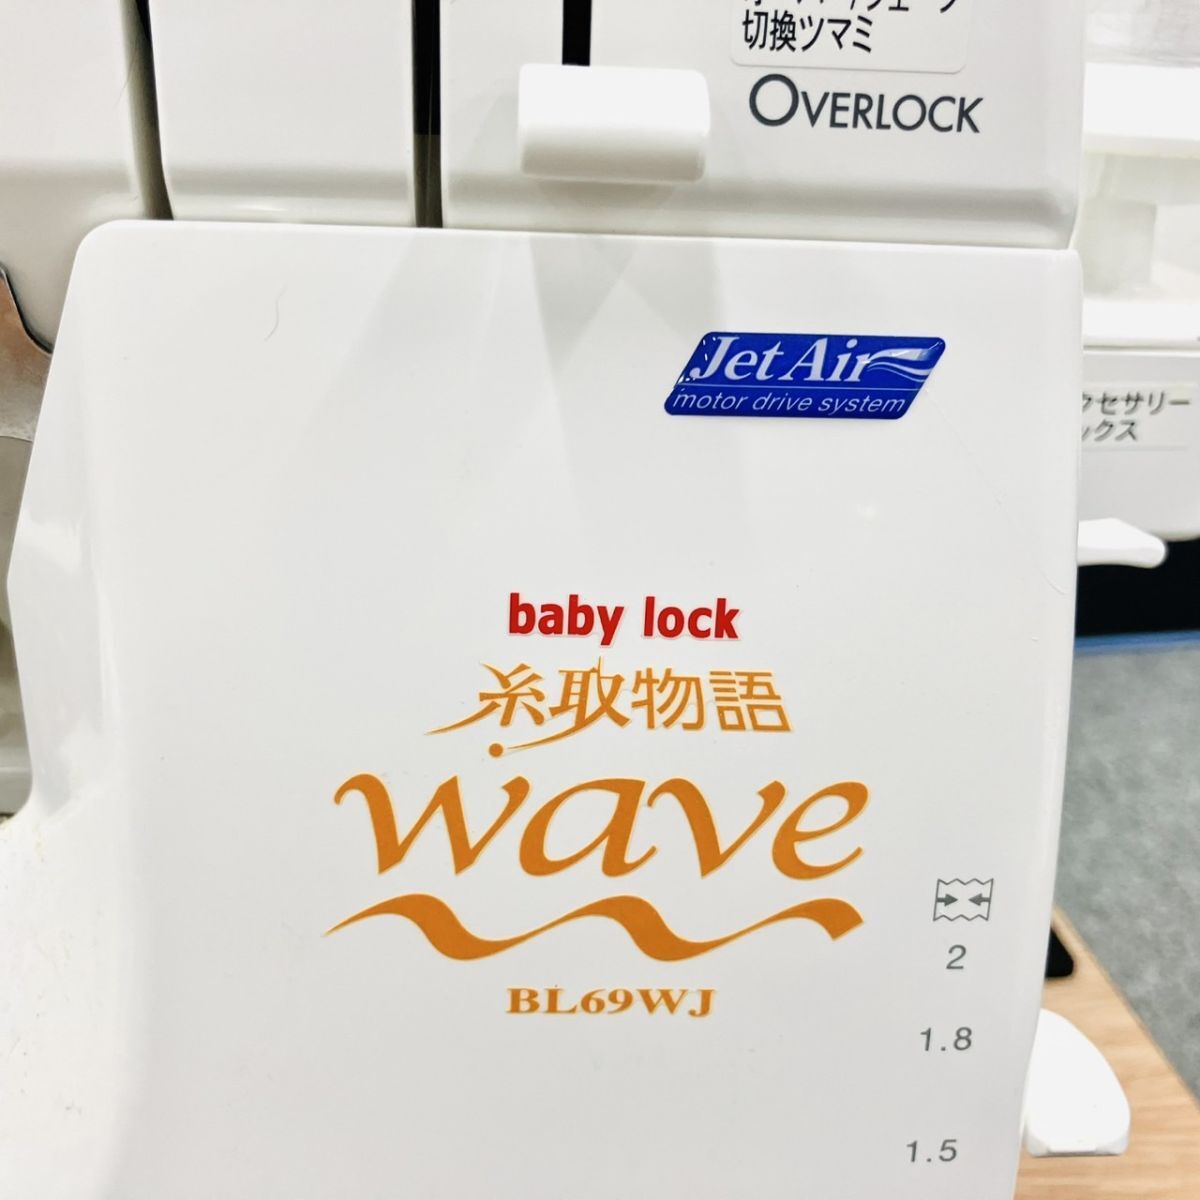 切換ツマミ
OVERLOCK
Jet Air
motor drive system
クセサリー
ックス
baby lock
糸取物語
wave
BL69WJ
2
1.8
1.5